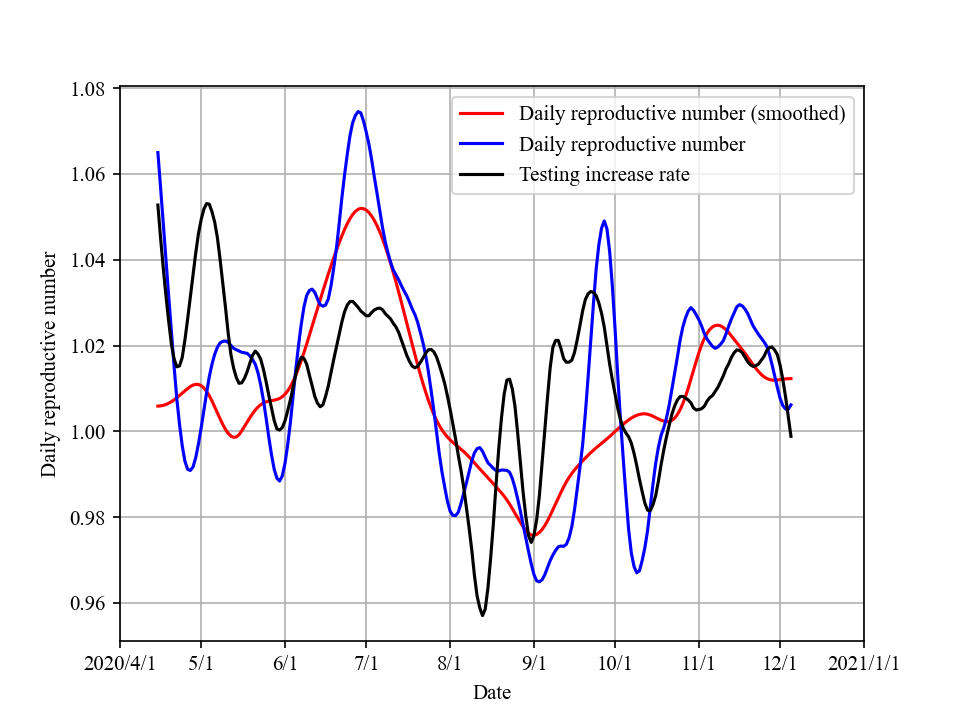 1.08
1.06
1.04
1.02
1.00
0.98
0.96
Daily reproductive number
Daily reproductive number (smoothed)
Daily reproductive number
Testing increase rate
2020/4/1 5/1 6/1 7/1 8/1 9/1 10/1 11/1 12/1 2021/1/1
Date